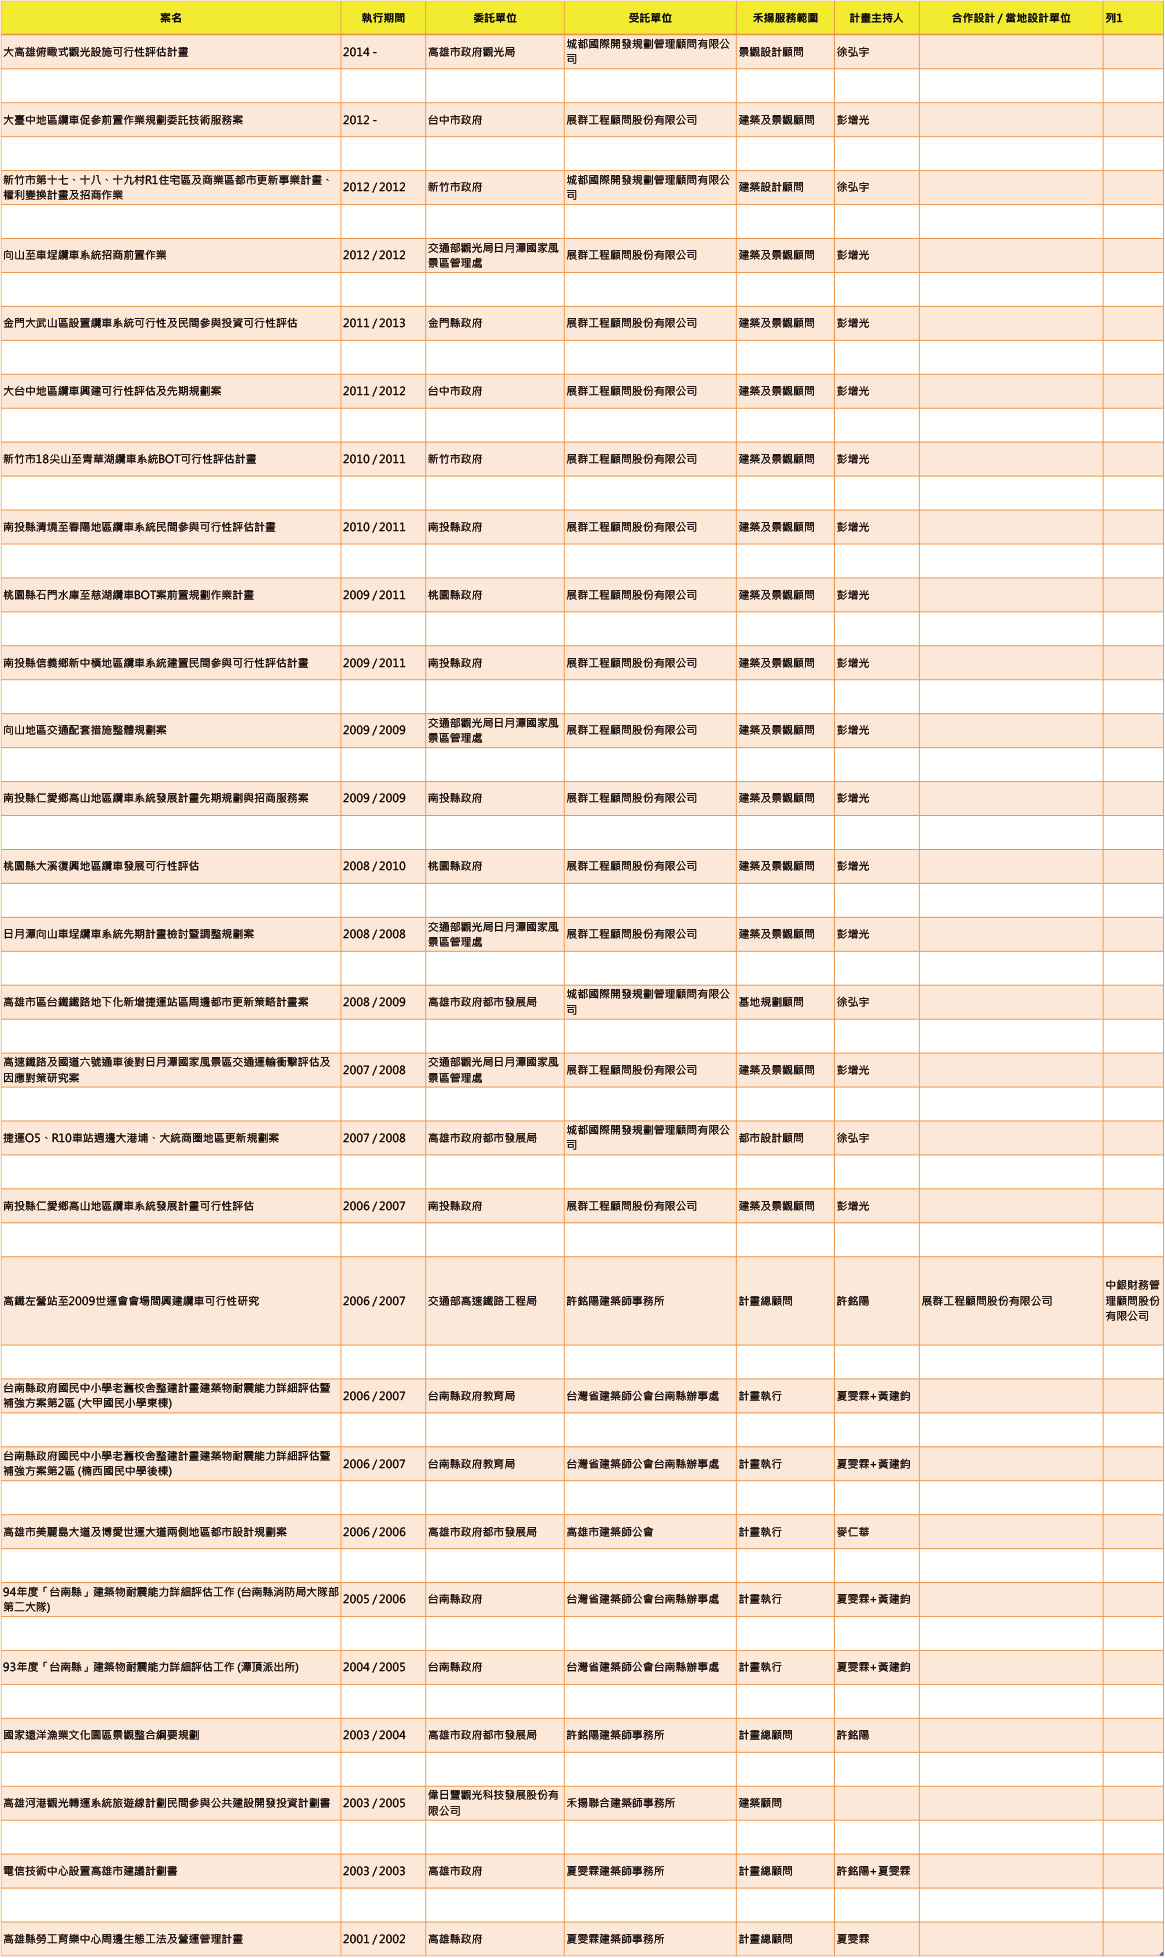 案名 執行期間 委託單位 受託單位 禾揚服務範圍 計畫主持人 合作設計 / 當地設計單位 列1
大高雄俯瞰式觀光設施可行性評估計畫 2014 - 高雄市政府觀光局 城都國際開發規劃管理顧問有限公司 景觀設計顧問 徐弘宇
大臺中地區纜車促參前置作業規劃委託技術服務案 2012 - 台中市政府 展群工程顧問股份有限公司 建築及景觀顧問 彭增光
新竹市第十七、十八、十九村R1住宅區及商業區都市更新事業計畫、權利變換計畫及招商作業 2012 / 2012 新竹市政府 城都國際開發規劃管理顧問有限公司 建築設計顧問 徐弘宇
向山至車埕纜車系統招商前置作業 2012 / 2012 交通部觀光局日月潭國家風景區管理處 展群工程顧問股份有限公司 建築及景觀顧問 彭增光
金門大武山區設置纜車系統可行性及民間參與投資可行性評估 2011 / 2013 金門縣政府 展群工程顧問股份有限公司 建築及景觀顧問 彭增光
大台中地區纜車興建可行性評估及先期規劃案 2011 / 2012 台中市政府 展群工程顧問股份有限公司 建築及景觀顧問 彭增光
新竹市18尖山至青草湖纜車系統BOT可行性評估計畫 2010 / 2011 新竹市政府 展群工程顧問股份有限公司 建築及景觀顧問 彭增光
南投縣清境至春陽地區纜車系統民間參與可行性評估計畫 2010 / 2011 南投縣政府 展群工程顧問股份有限公司 建築及景觀顧問 彭增光
桃園縣石門水庫至慈湖纜車BOT案前置規劃作業計畫 2009 / 2011 桃園縣政府 展群工程顧問股份有限公司 建築及景觀顧問 彭增光
南投縣信義鄉新中橫地區纜車系統建置民間參與可行性評估計畫 2009 / 2011 南投縣政府 展群工程顧問股份有限公司 建築及景觀顧問 彭增光
向山地區交通配套措施整體規劃案 2009 / 2009 交通部觀光局日月潭國家風景區管理處 展群工程顧問股份有限公司 建築及景觀顧問 彭增光
南投縣仁愛鄉高山地區纜車系統發展計畫先期規劃與招商服務案 2009 / 2009 南投縣政府 展群工程顧問股份有限公司 建築及景觀顧問 彭增光
桃園縣大溪復興地區纜車發展可行性評估 2008 / 2010 桃園縣政府 展群工程顧問股份有限公司 建築及景觀顧問 彭增光
日月潭向山車埕纜車系統先期計畫檢討暨調整規劃案 2008 / 2008 交通部觀光局日月潭國家風景區管理處 展群工程顧問股份有限公司 建築及景觀顧問 彭增光
高雄市區台鐵鐵路地下化新增捷運站區周邊都市更新策略計畫案 2008 / 2009 高雄市政府都市發展局 城都國際開發規劃管理顧問有限公司 基地規劃顧問 徐弘宇
高速鐵路及國道六號通車後對日月潭國家風景區交通運輸衝擊評估及因應對策研究案 2007 / 2008 交通部觀光局日月潭國家風景區管理處 展群工程顧問股份有限公司 建築及景觀顧問 彭增光
捷運O5、R10車站週邊大港埔、大統商圈地區更新規劃案 2007 / 2008 高雄市政府都市發展局 城都國際開發規劃管理顧問有限公司 都市設計顧問 徐弘宇
南投縣仁愛鄉高山地區纜車系統發展計畫可行性評估 2006 / 2007 南投縣政府 展群工程顧問股份有限公司 建築及景觀顧問 彭增光
高鐵左營站至2009世運會會場間興建纜車可行性研究 2006 / 2007 交通部高速鐵路工程局 許銘陽建築師事務所 計畫總顧問 許銘陽 展群工程顧問股份有限公司 中銀財務管理顧問股份有限公司
台南縣政府國民中小學老舊校舍整建計畫建築物耐震能力詳細評估暨補強方案第2區 (大甲國民小學東棟) 2006 / 2007 台南縣政府教育局 台灣省建築師公會台南縣辦事處 計畫執行 夏雯霖+黃建鈞
台南縣政府國民中小學老舊校舍整建計畫建築物耐震能力詳細評估暨補強方案第2區 (楠西國民中學後棟) 2006 / 2007 台南縣政府教育局 台灣省建築師公會台南縣辦事處 計畫執行 夏雯霖+黃建鈞
高雄市美麗島大道及博愛世運大道兩側地區都市設計規劃案 2006 / 2006 高雄市政府都市發展局 高雄市建築師公會 計畫執行 麥仁華
94年度「台南縣」建築物耐震能力詳細評估工作 (台南縣消防局大隊部第二大隊) 2005 / 2006 台南縣政府 台灣省建築師公會台南縣辦事處 計畫執行 夏雯霖+黃建鈞
93年度「台南縣」建築物耐震能力詳細評估工作 (潭頂派出所) 2004 / 2005 台南縣政府 台灣省建築師公會台南縣辦事處 計畫執行 夏雯霖+黃建鈞
國家遠洋漁業文化園區景觀整合綱要規劃 2003 / 2004 高雄市政府都市發展局 許銘陽建築師事務所 計畫總顧問 許銘陽
高雄河港觀光轉運系統旅遊線計劃民間參與公共建設開發投資計劃書 2003 / 2005 偉日豐觀光科技發展股份有限公司 禾揚聯合建築師事務所 建築顧問
電信技術中心設置高雄市建議計劃書 2003 / 2003 高雄市政府 夏雯霖建築師事務所 計畫總顧問 許銘陽+夏雯霖
高雄縣勞工育樂中心周邊生態工法及營運管理計畫 2001 / 2002 高雄縣政府 夏雯霖建築師事務所 計畫總顧問 夏雯霖